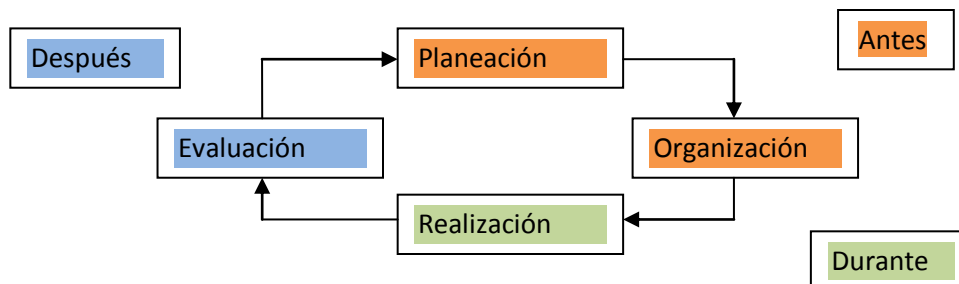 Antes
Después
Planeación
Evaluación
Organización
Realización
Durante